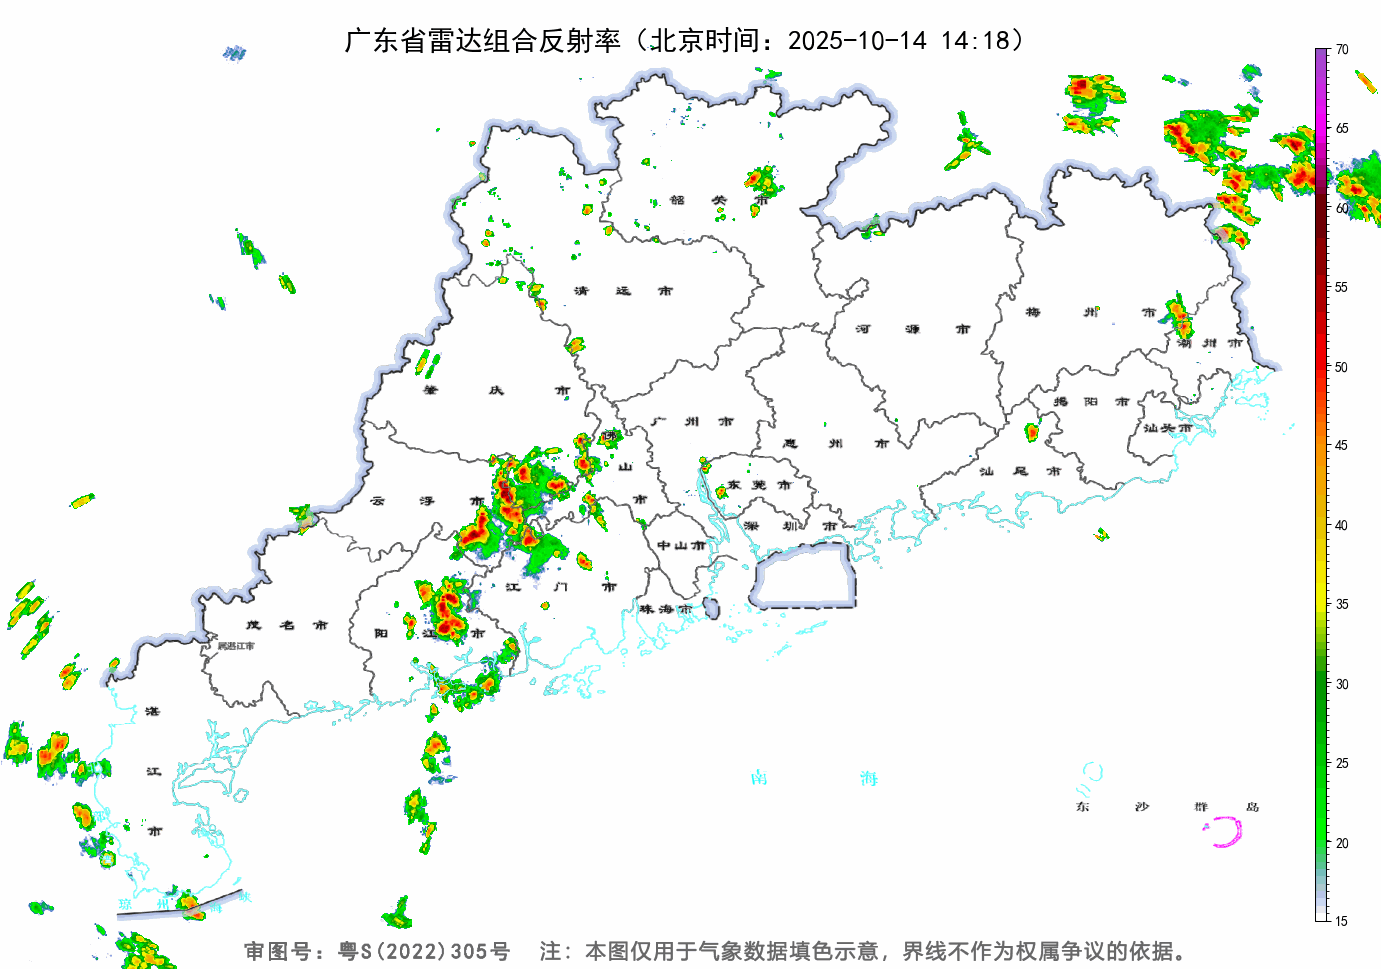 广东省雷达组合反射率（北京时间：2025-10-14 14:18）
70
65
60
55
50
45
40
35
30
25
20
15
韶关市
清远市
河源市
梅州市
潮州市
肇庆市
广州市
惠州市
揭阳市
汕头市
佛山市
云浮市
东莞市
汕尾市
深圳市
中山市
江门市
珠海市
茂名市
阳江市
属湛江市
湛江市
南海
东沙群岛
琼州海峡
审图号：粤S(2022)305号 注：本图仅用于气象数据填色示意，界线不作为权属争议的依据。